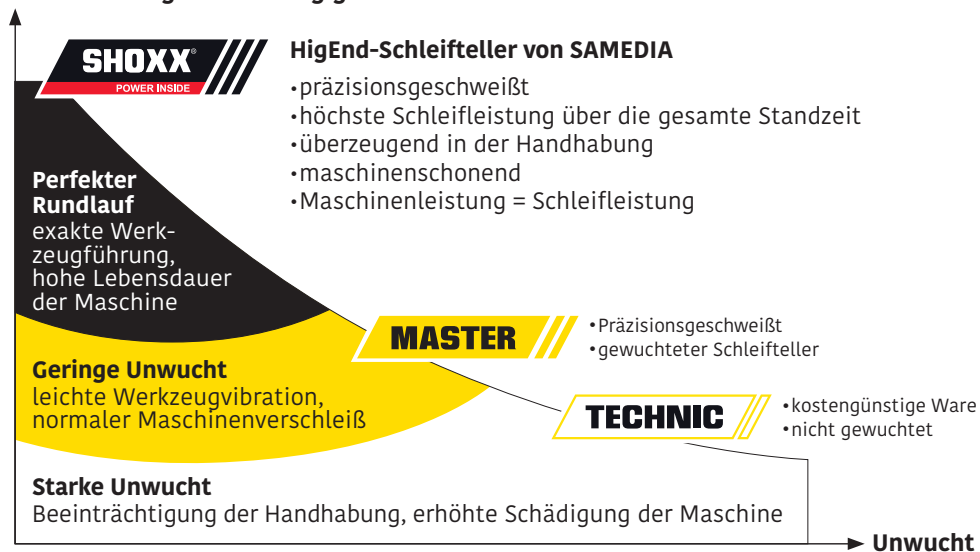 SHOXX®
POWER INSIDE
HigEnd-Schleifteller von SAMEDIA
•präzisionsgeschweißt
•höchste Schleifleistung über die gesamte Standzeit
•überzeugend in der Handhabung
•maschinenschonend
•Maschinenleistung = Schleifleistung
Perfekter
Rundlauf
exakte Werk-
zeugführung,
hohe Lebensdauer
der Maschine
MASTER
•Präzisionsgeschweißt
•gewuchteter Schleifteller
Geringe Unwucht
leichte Werkzeugvibration,
normaler Maschinenverschleiß
TECHNIC
•kostengünstige Ware
•nicht gewuchtet
Starke Unwucht
Beeinträchtigung der Handhabung, erhöhte Schädigung der Maschine
Unwucht